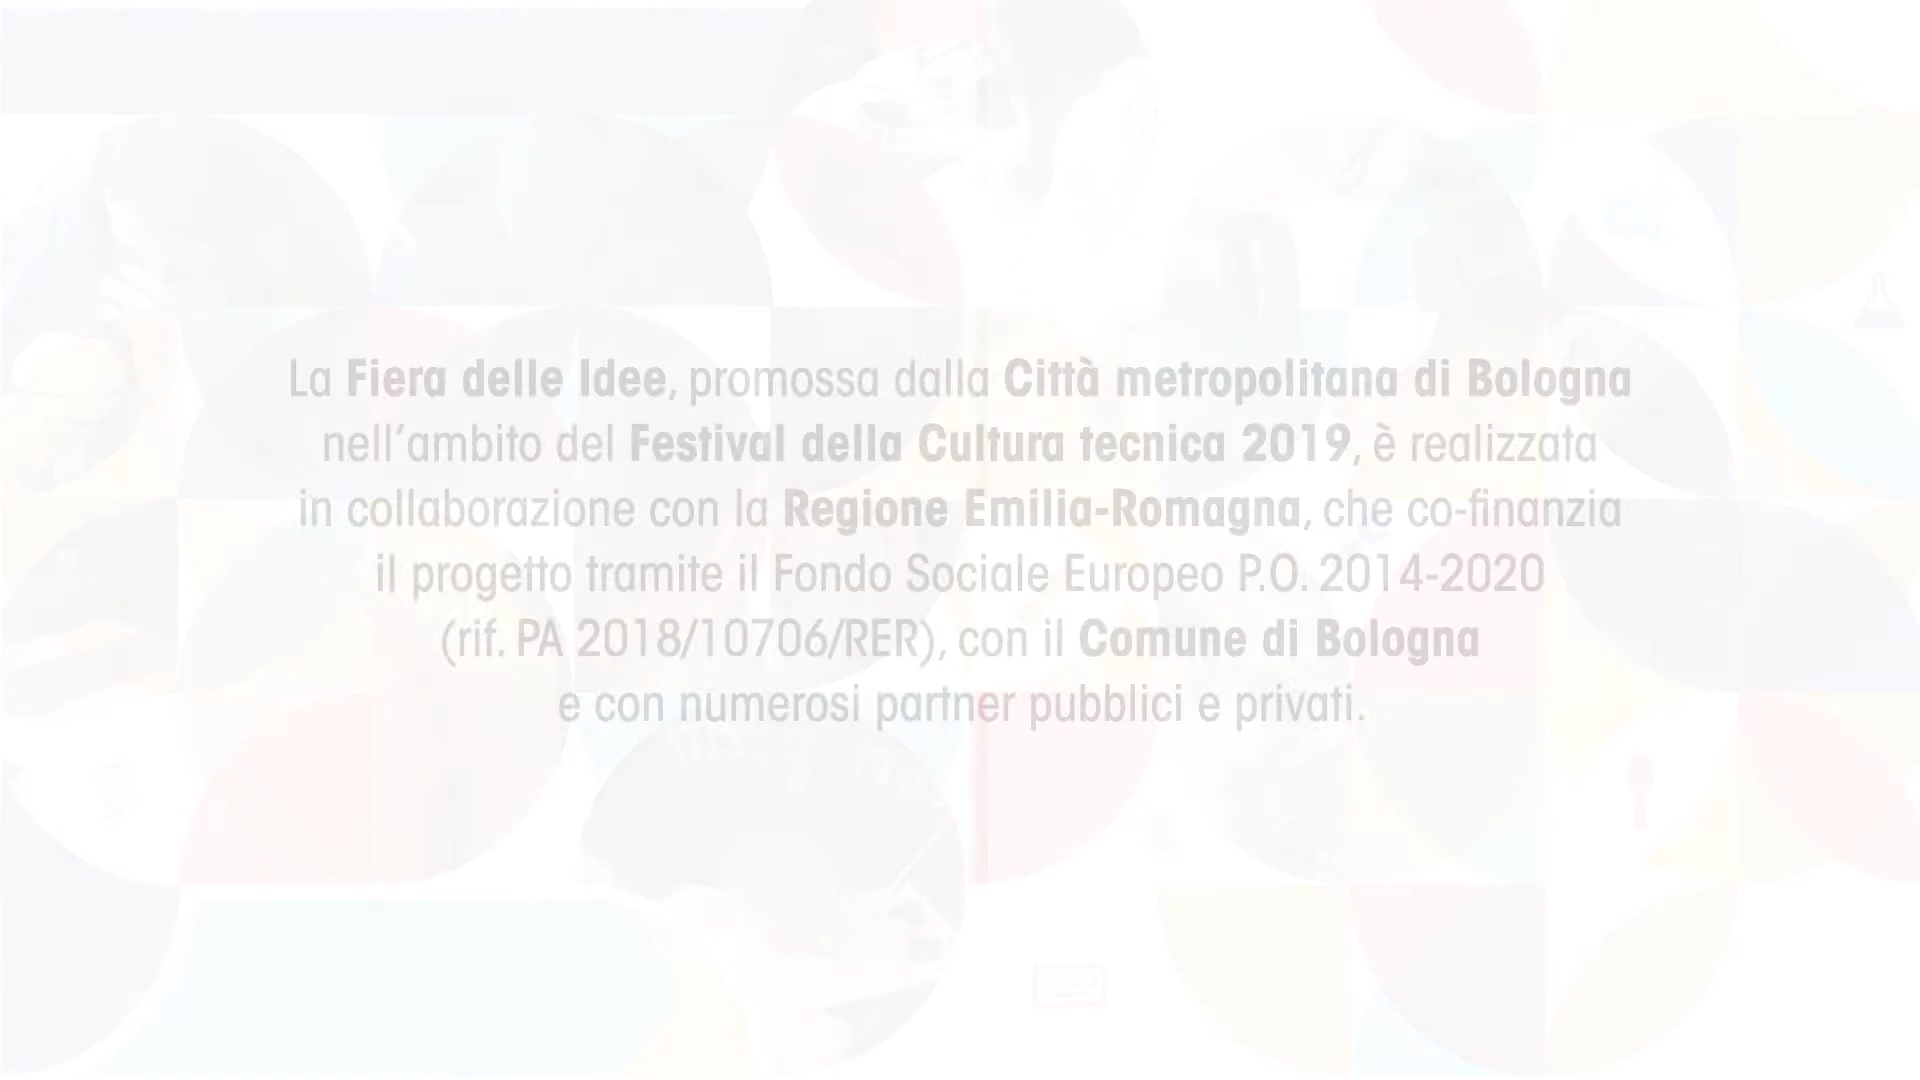 La Fiera delle Idee, promossa dalla Città metropolitana di Bologna
nell’ambito del Festival della Cultura tecnica 2019, è realizzata
in collaborazione con la Regione Emilia-Romagna, che co-finanzia
il progetto tramite il Fondo Sociale Europeo P.O. 2014-2020
(rif. PA 2018/10706/RER), con il Comune di Bologna
e con numerosi partner pubblici e privati.